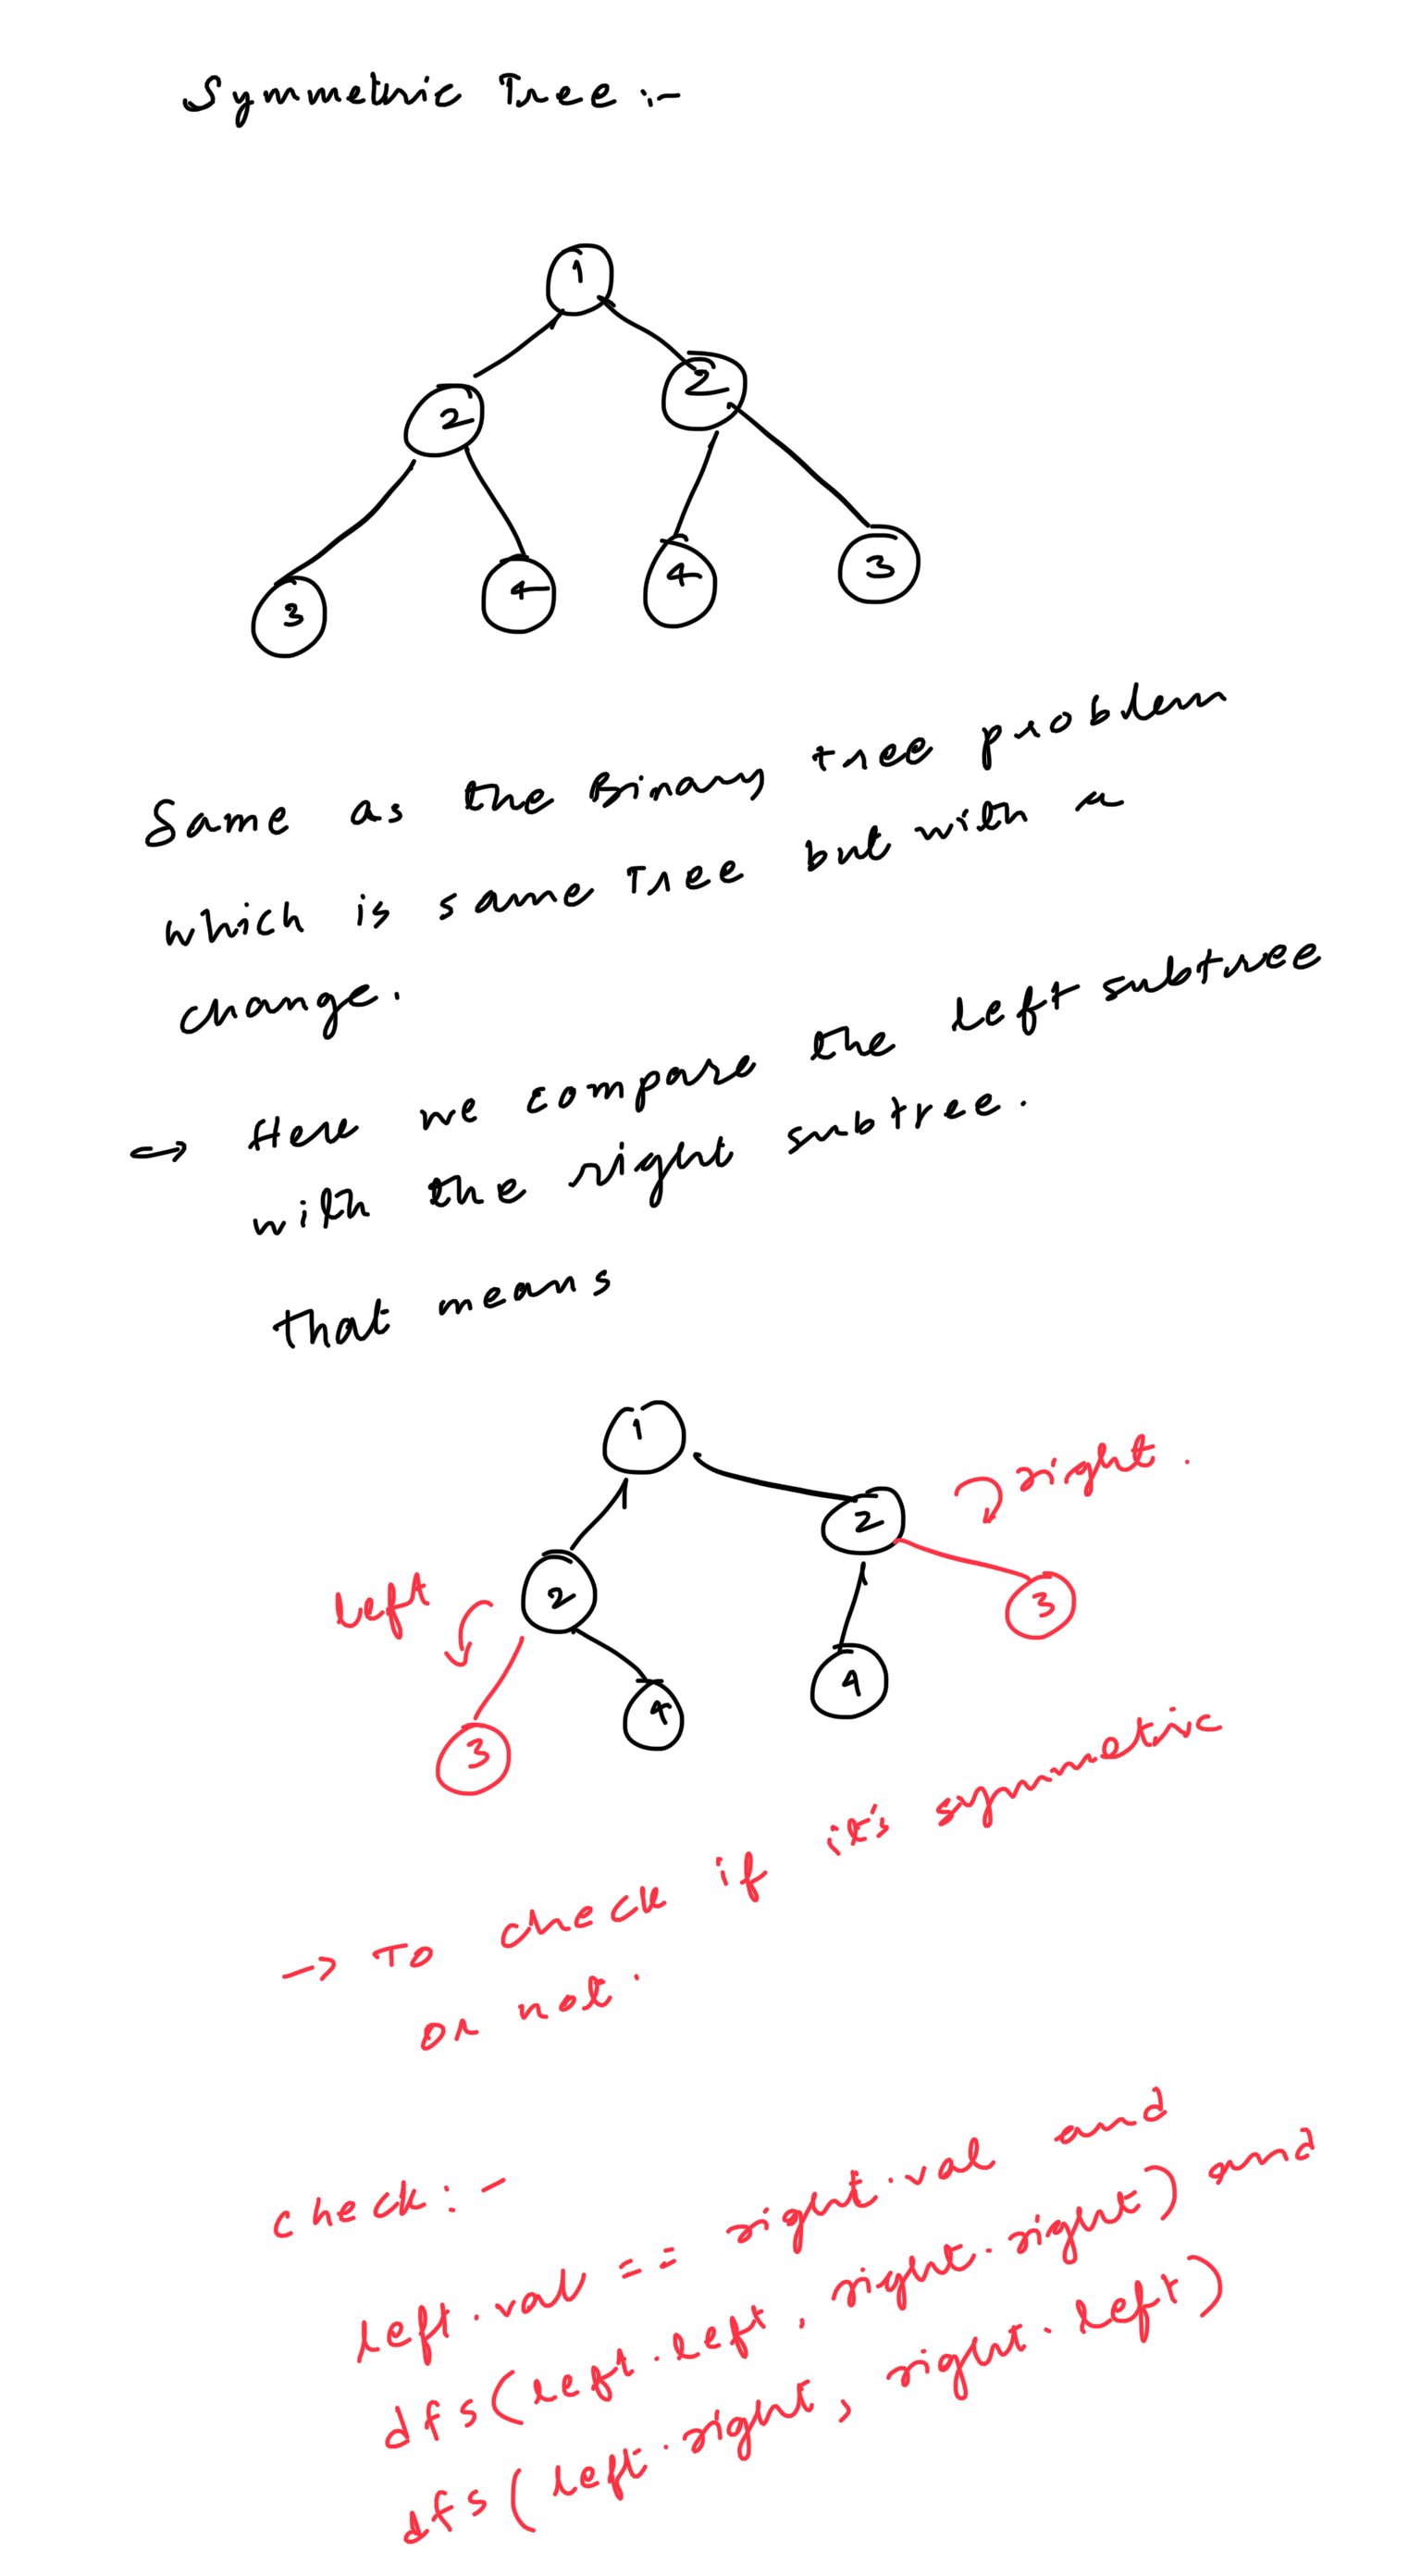 Symmetric Tree :-
1
2
2
3
4
4
3
Same as the Binary tree problem
which is same Tree but with a
change.
→ Here we compare the left subtree
with the right subtree.
that means
1
right.
2
left
2
3
4
4
3
→ To check if it's symmetric
or not.
check :-
left.val == right.val and
dfs(left.left, right.right) and
dfs(left.right, right.left)